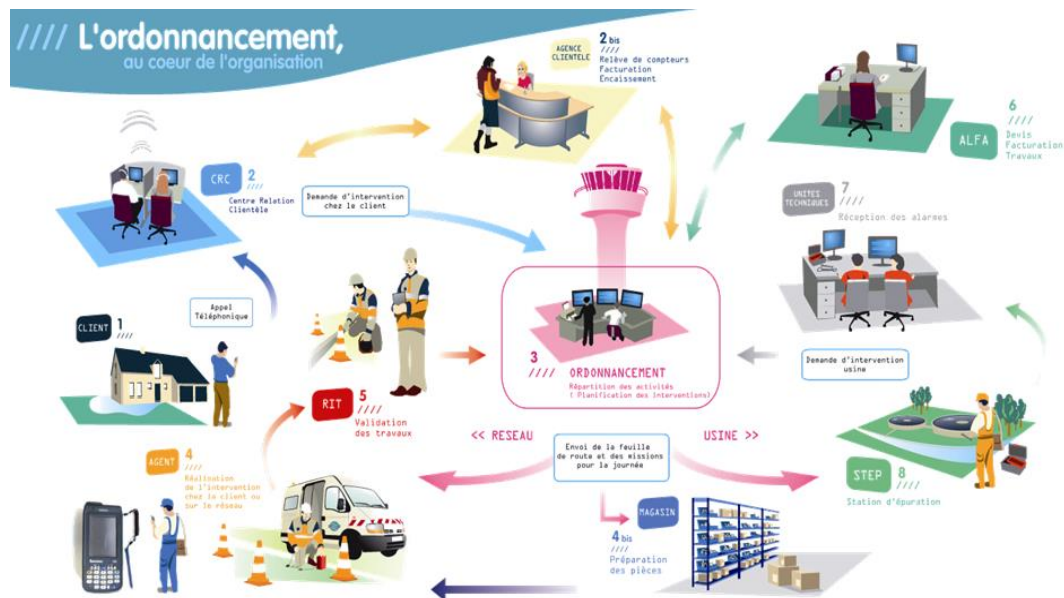 //// L'ordonnancement,
au coeur de l'organisation
AGENCE
CLIENTELE
2 bis
////
Relève de compteurs
Facturation
Encaissement
ALFA
6
////
Devis
Facturation
Travaux
CRC
2
////
Centre Relation
Clientèle
Demande d'intervention
chez le client
UNITES
TECHNIQUES
7
////
Réception des alarmes
Appel
Téléphonique
CLIENT
1
////
3
////
ORDONNANCEMENT
Répartition des activités
( Planification des interventions)
Demande d'intervention
usine
RIT
5
////
Validation
des travaux
<< RESEAU
USINE >>
Envoi de la feuille
de route et des missions
pour la journée
AGENT
4
////
Réalisation
de l'intervention
chez le client ou
sur le réseau
STEP
8
////
Station d'épuration
MAGASIN
4
bis
////
Préparation
des pièces